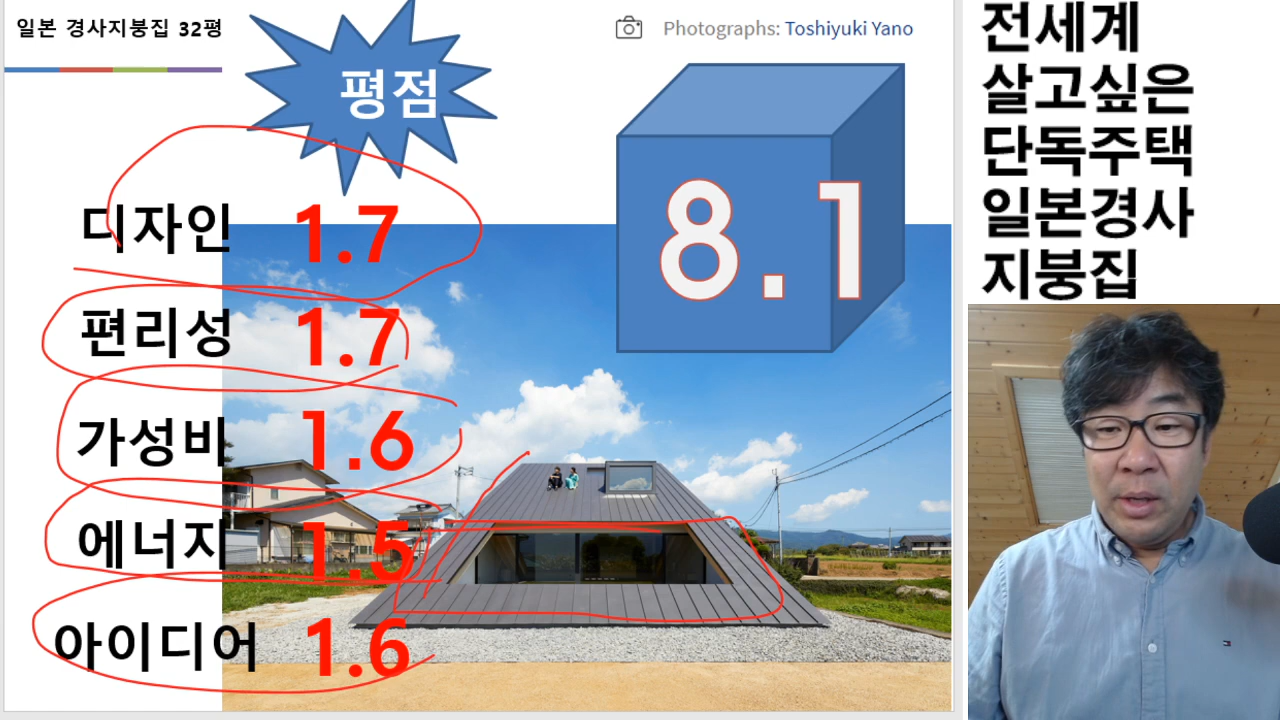 일본 경사지붕집 32평
Photographs: Toshiyuki Yano
평점
8.1
디자인 1.7
편리성 1.7
가성비 1.6
에너지 1.5
아이디어 1.6
전세계
살고싶은
단독주택
일본경사
지붕집